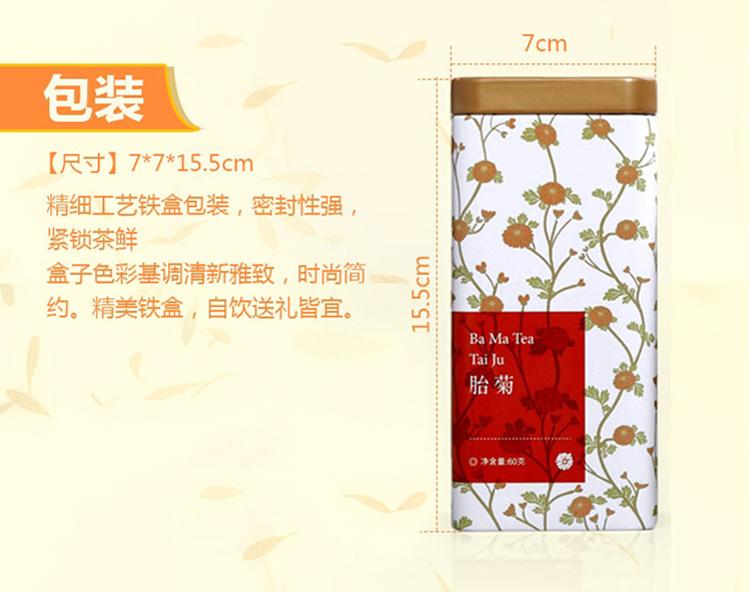 7cm
包装
【尺寸】7*7*15.5cm
精细工艺铁盒包装，密封性强，
紧锁茶鲜
盒子色彩基调清新雅致，时尚简
约。精美铁盒，自饮送礼皆宜。
15.5cm
Ba Ma Tea
Tai Ju
胎菊
净含量:60克